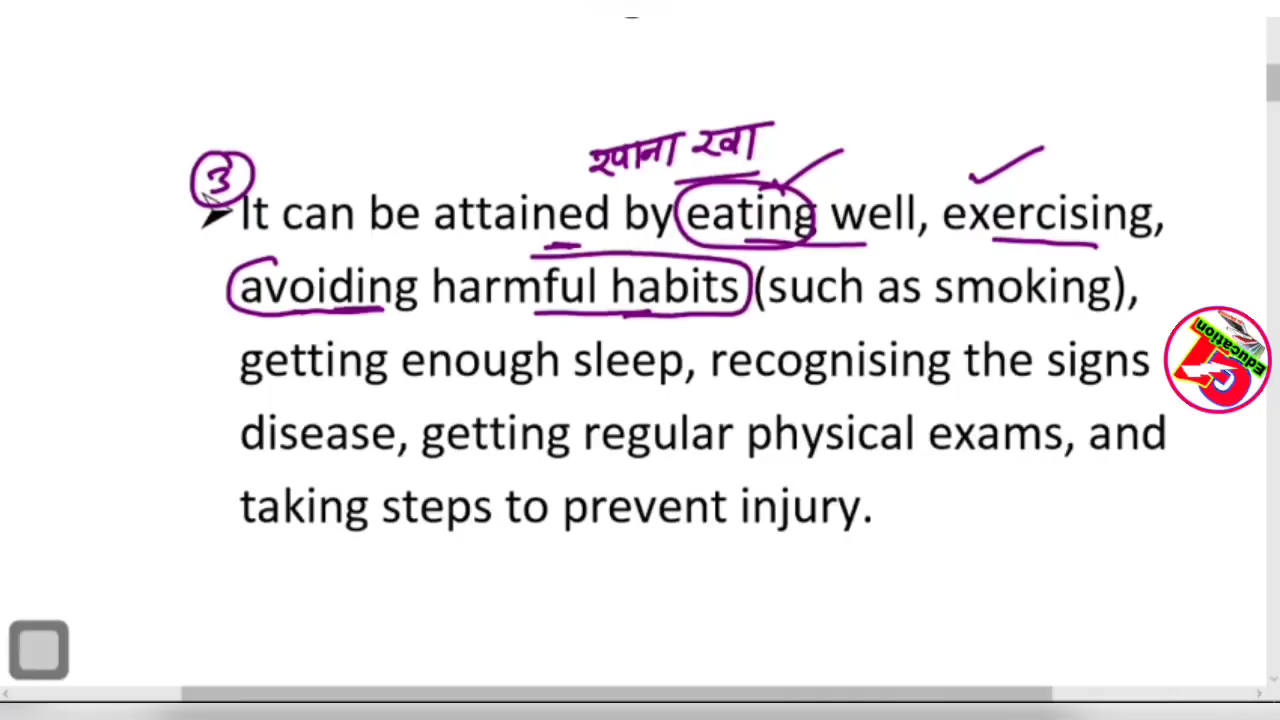 खाना खा
3
It can be attained by eating well, exercising,
avoiding harmful habits (such as smoking),
getting enough sleep, recognising the signs
disease, getting regular physical exams, and
taking steps to prevent injury.
Education